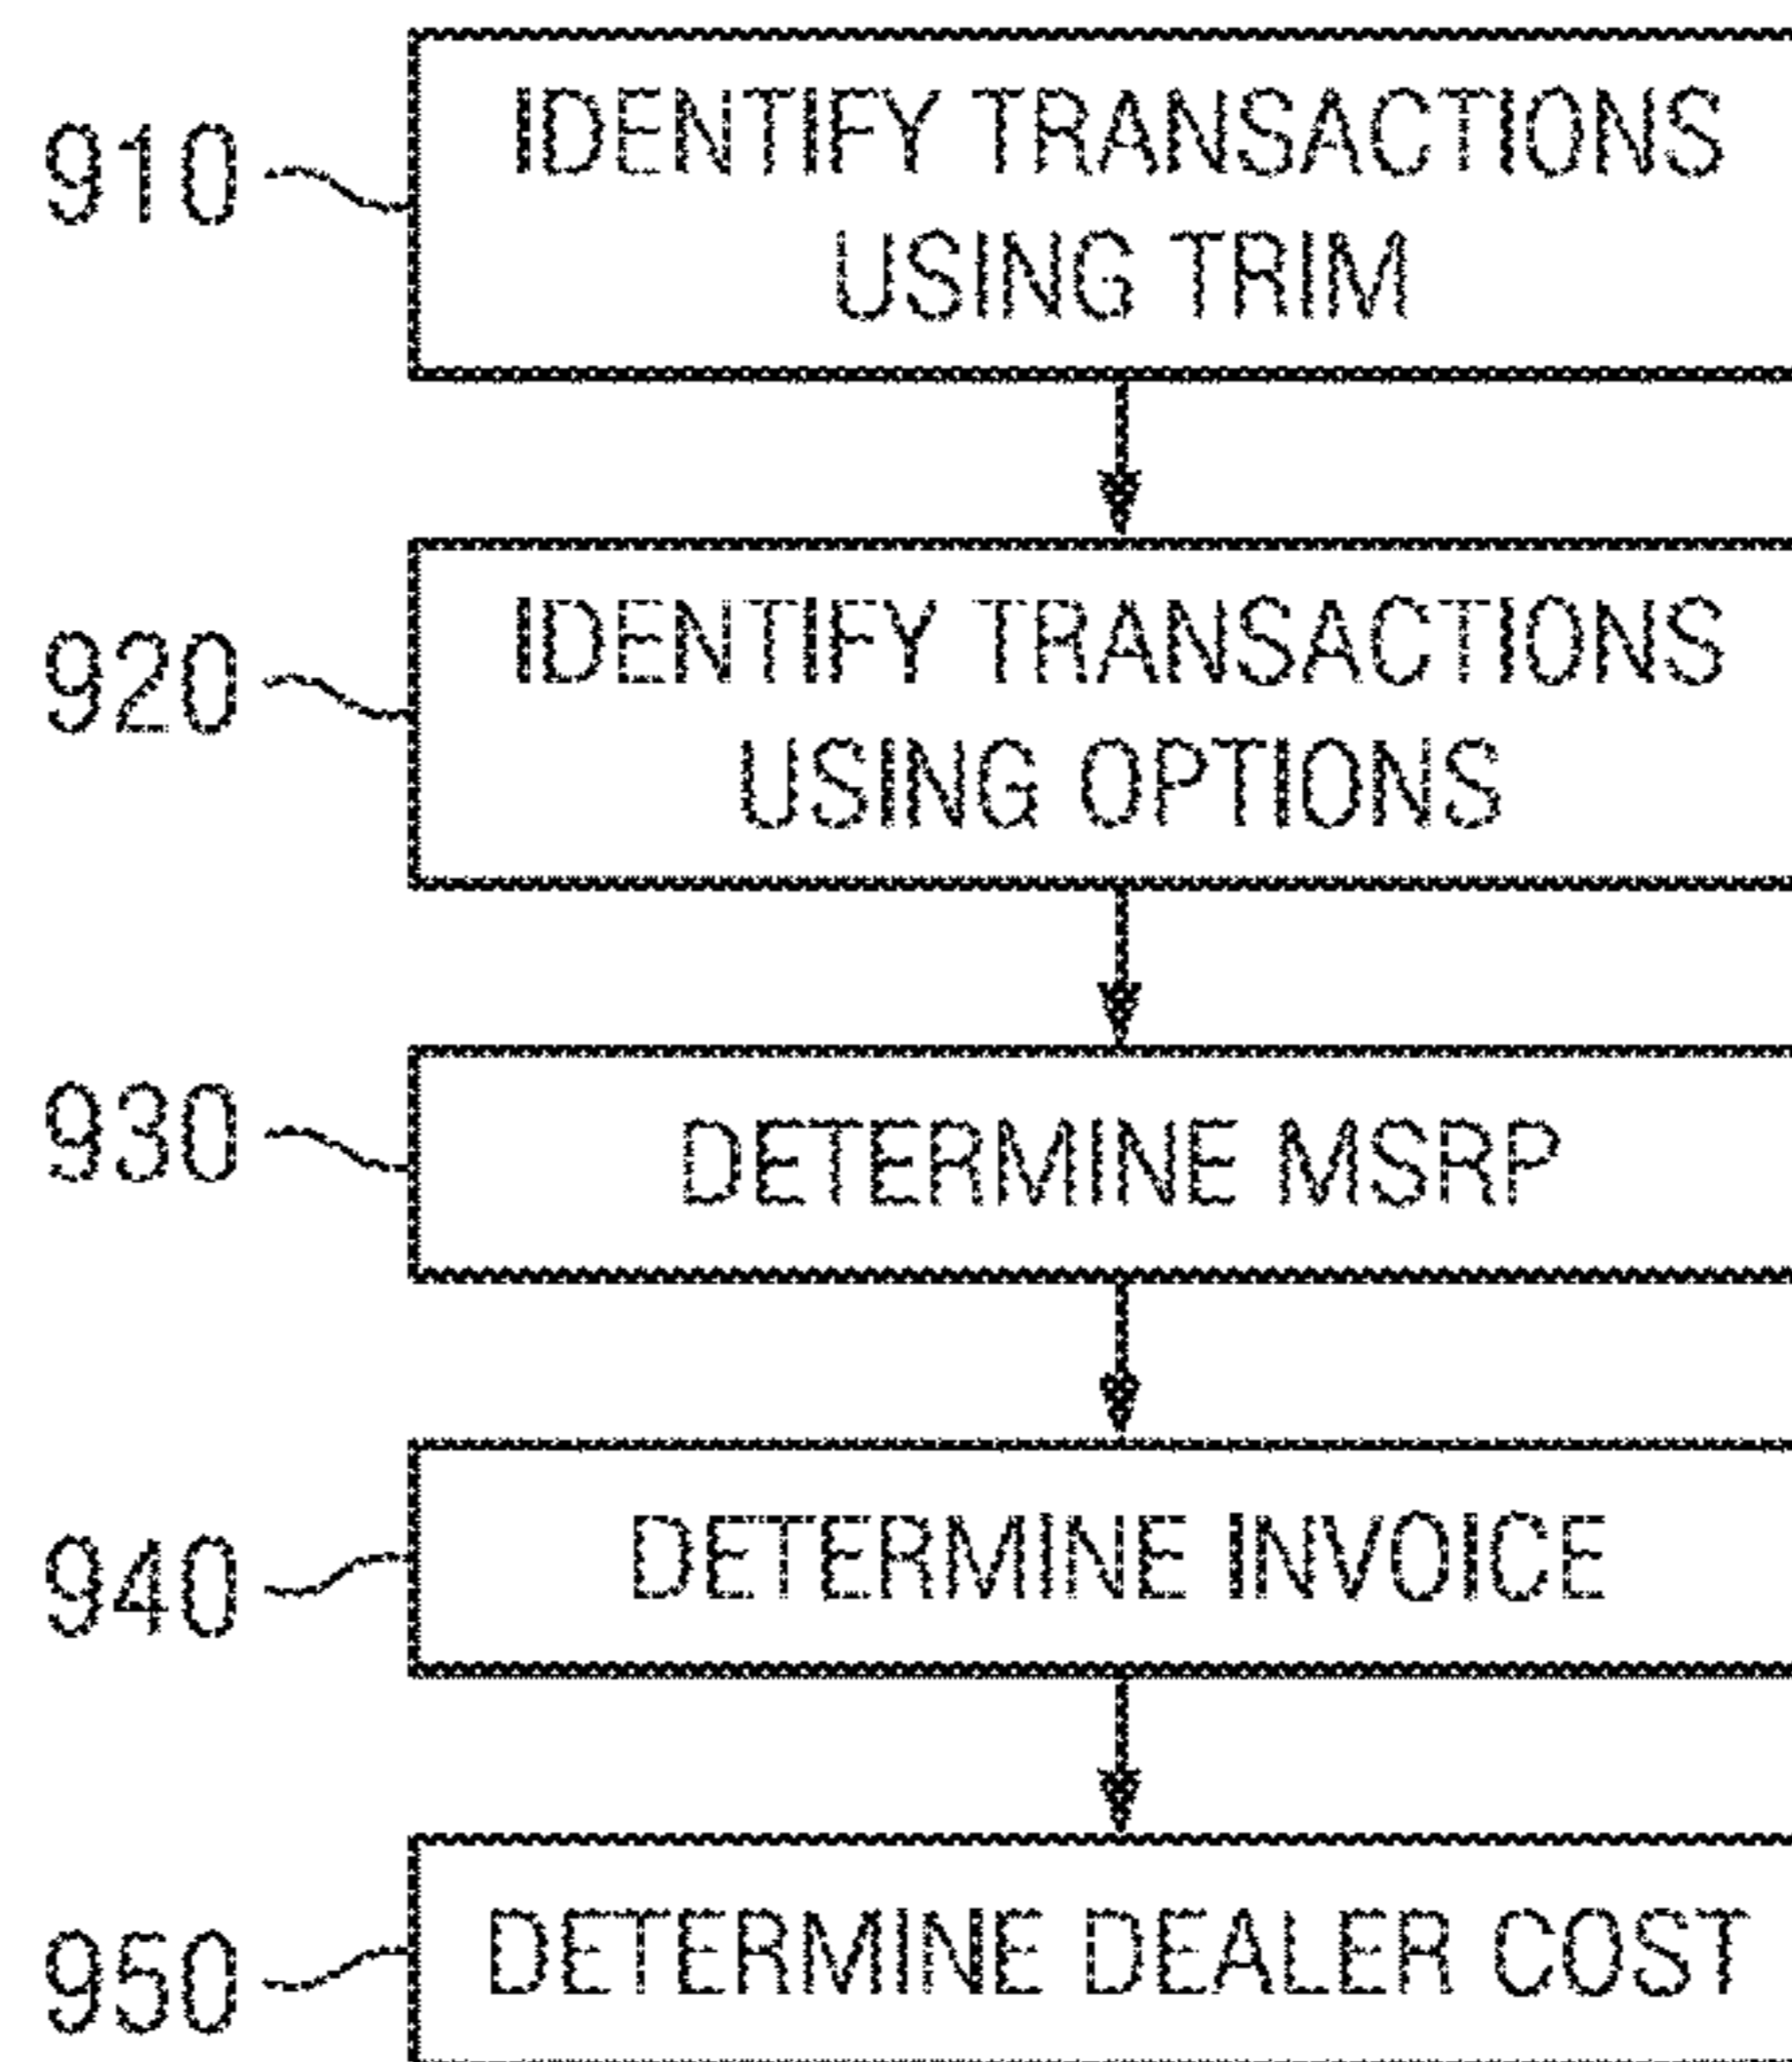 910
IDENTIFY TRANSACTIONS
USING TRIM
920
IDENTIFY TRANSACTIONS
USING OPTIONS
930
DETERMINE MSRP
940
DETERMINE INVOICE
950
DETERMINE DEALER COST